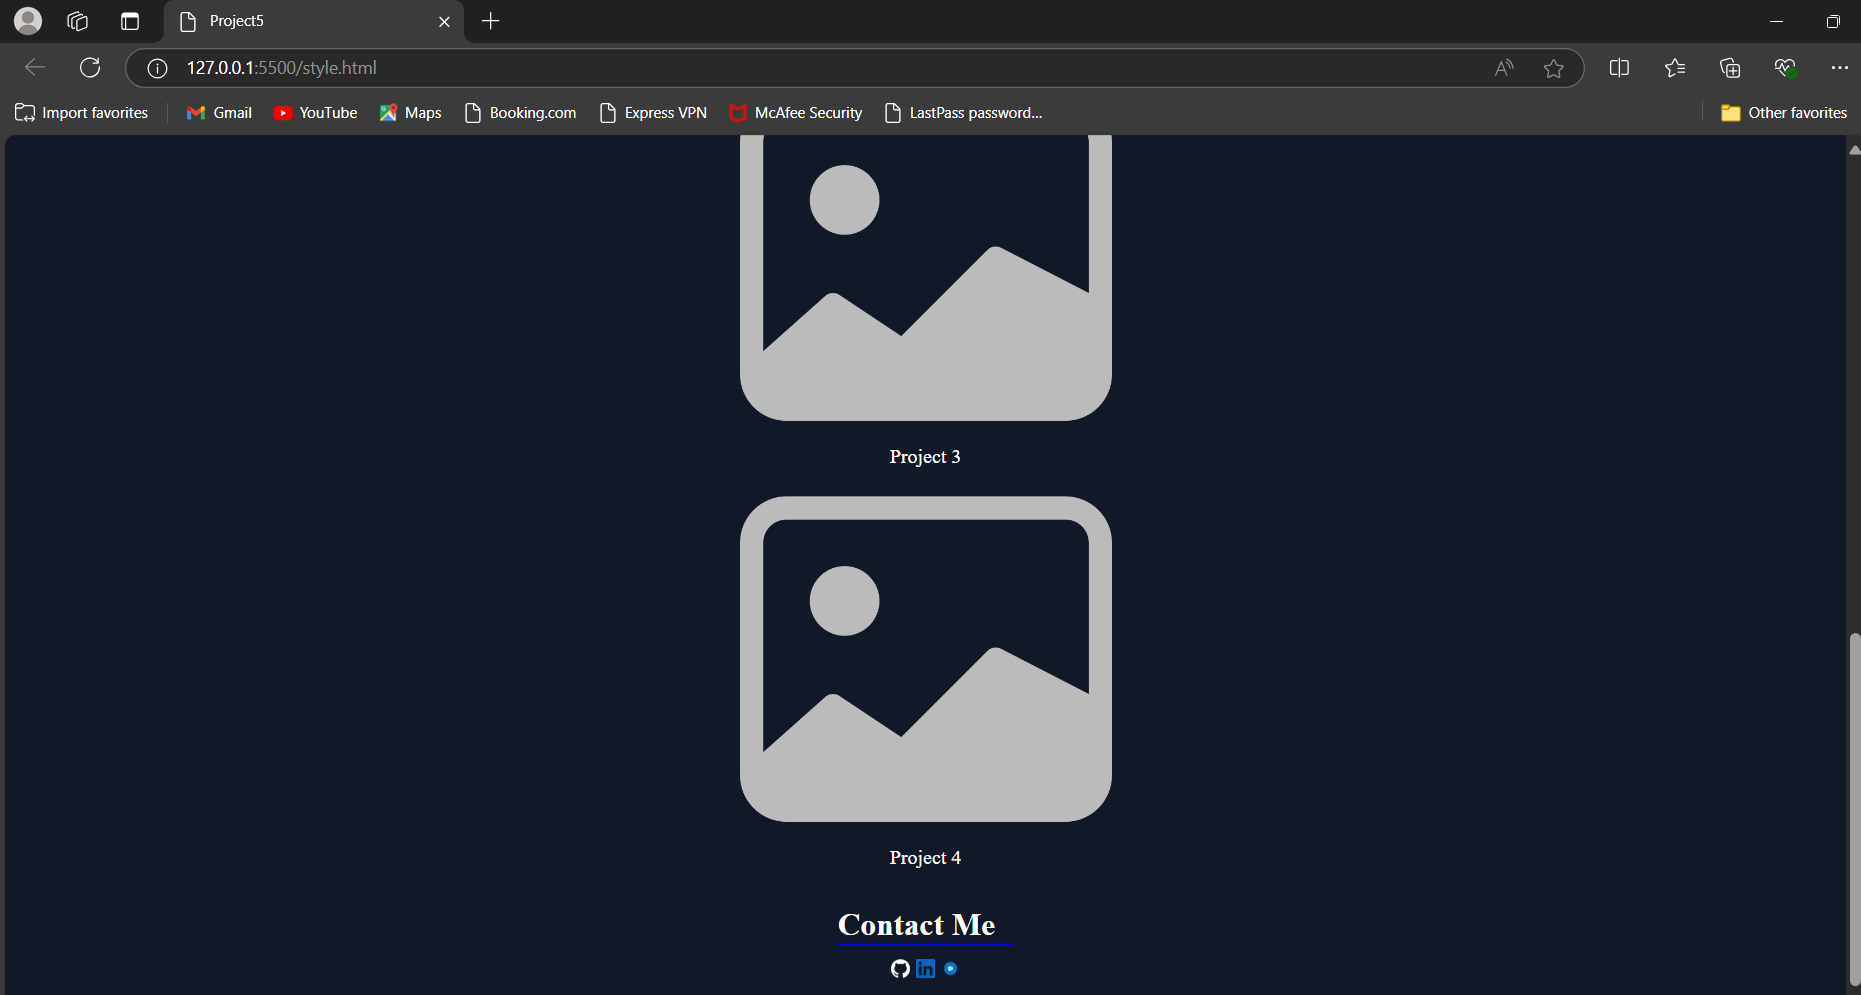 Project5
127.0.0.1:5500/style.html
Import favorites
Gmail
YouTube
Maps
Booking.com
Express VPN
McAfee Security
LastPass password...
Other favorites
Project 3
Project 4
Contact Me
in